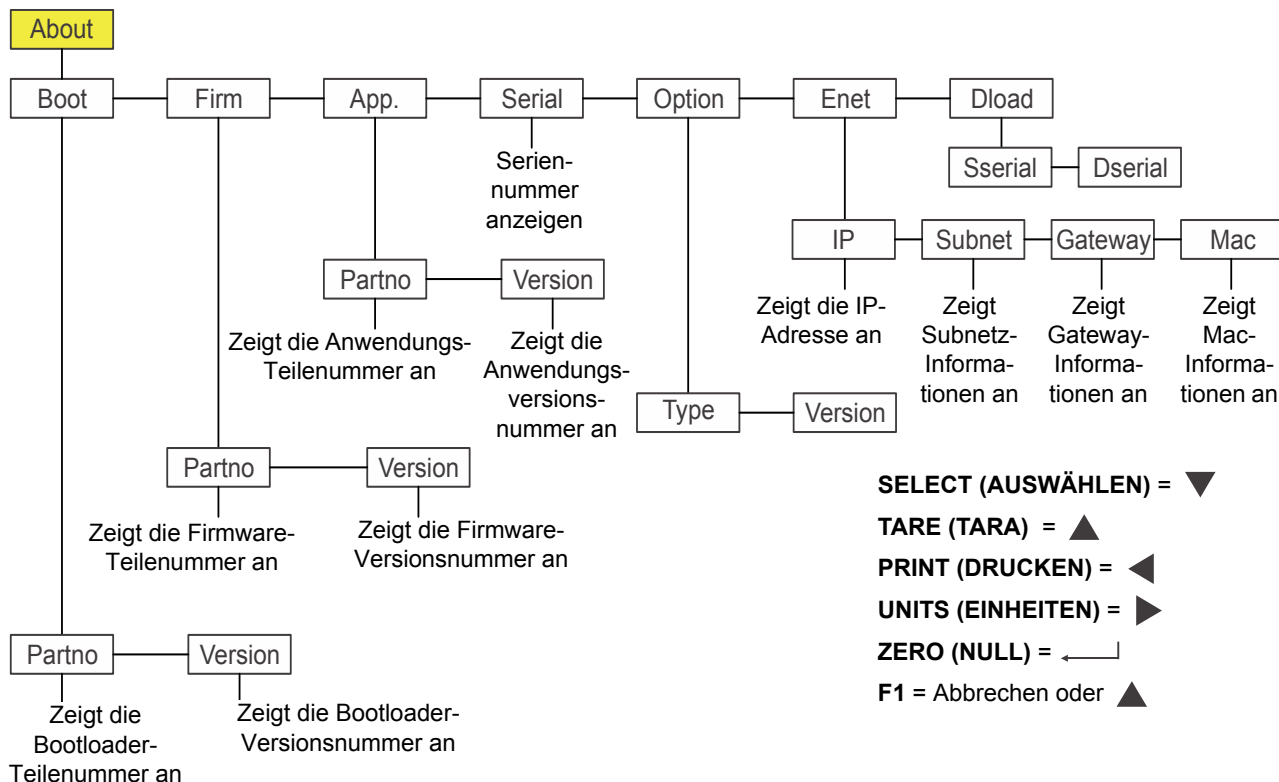 About
Boot
Firm
App.
Serial
Option
Enet
Dload
Serien-
nummer
anzeigen
Sserial
Dserial
IP
Subnet
Gateway
Mac
Zeigt die IP-
Adresse an
Zeigt
Subnetz-
Informa-
tionen an
Zeigt
Gateway-
Informa-
tionen an
Zeigt
Mac-
Informa-
tionen an
Partno
Version
Zeigt die Anwendungs-
Teilenummer an
Zeigt die
Anwendungs-
versions-
nummer an
Type
Version
Partno
Version
Zeigt die Firmware-
Teilenummer an
Zeigt die Firmware-
Versionsnummer an
SELECT (AUSWÄHLEN) = ▼
TARE (TARA) = ▲
PRINT (DRUCKEN) = ◀
UNITS (EINHEITEN) = ▶
ZERO (NULL) = ↵
F1 = Abbrechen oder ▲
Partno
Version
Zeigt die
Bootloader-
Teilenummer an
Zeigt die Bootloader-
Versionsnummer an